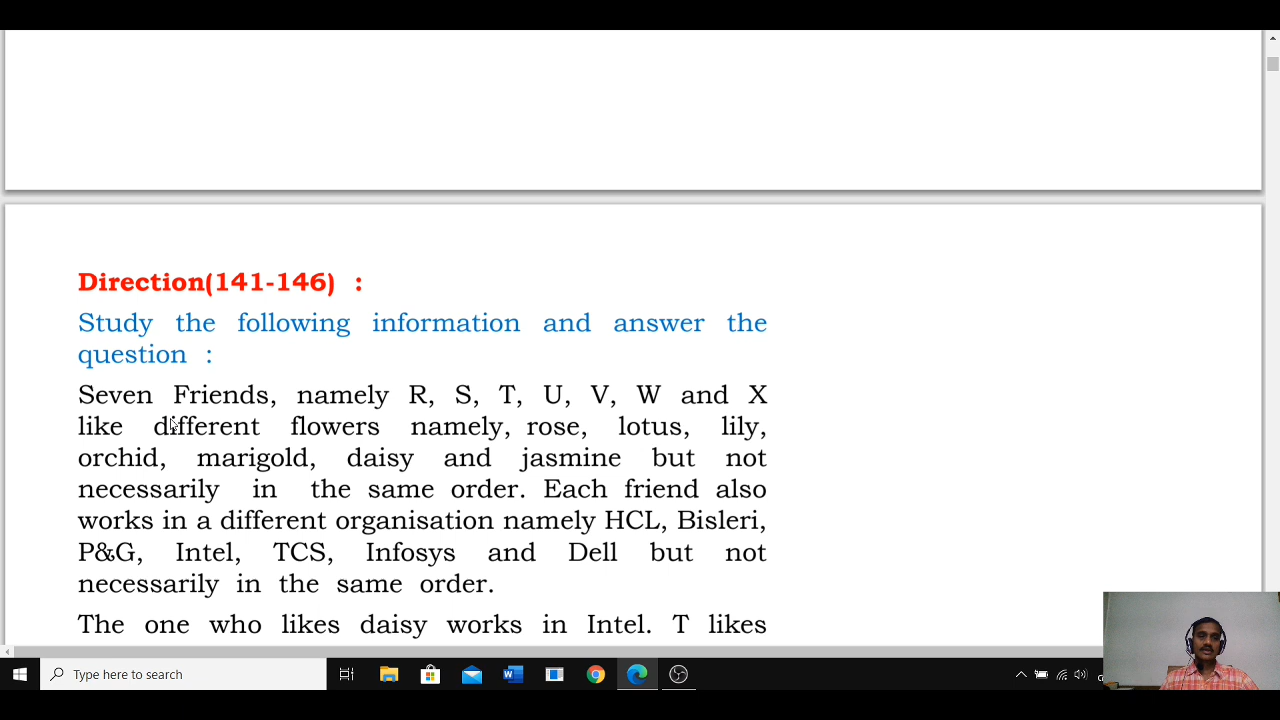 Direction(141-146) :
Study the following information and answer the
question :
Seven Friends, namely R, S, T, U, V, W and X
like different flowers namely, rose, lotus, lily,
orchid, marigold, daisy and jasmine but not
necessarily in the same order. Each friend also
works in a different organisation namely HCL, Bisleri,
P&G, Intel, TCS, Infosys and Dell but not
necessarily in the same order.
The one who likes daisy works in Intel. T likes
Type here to search